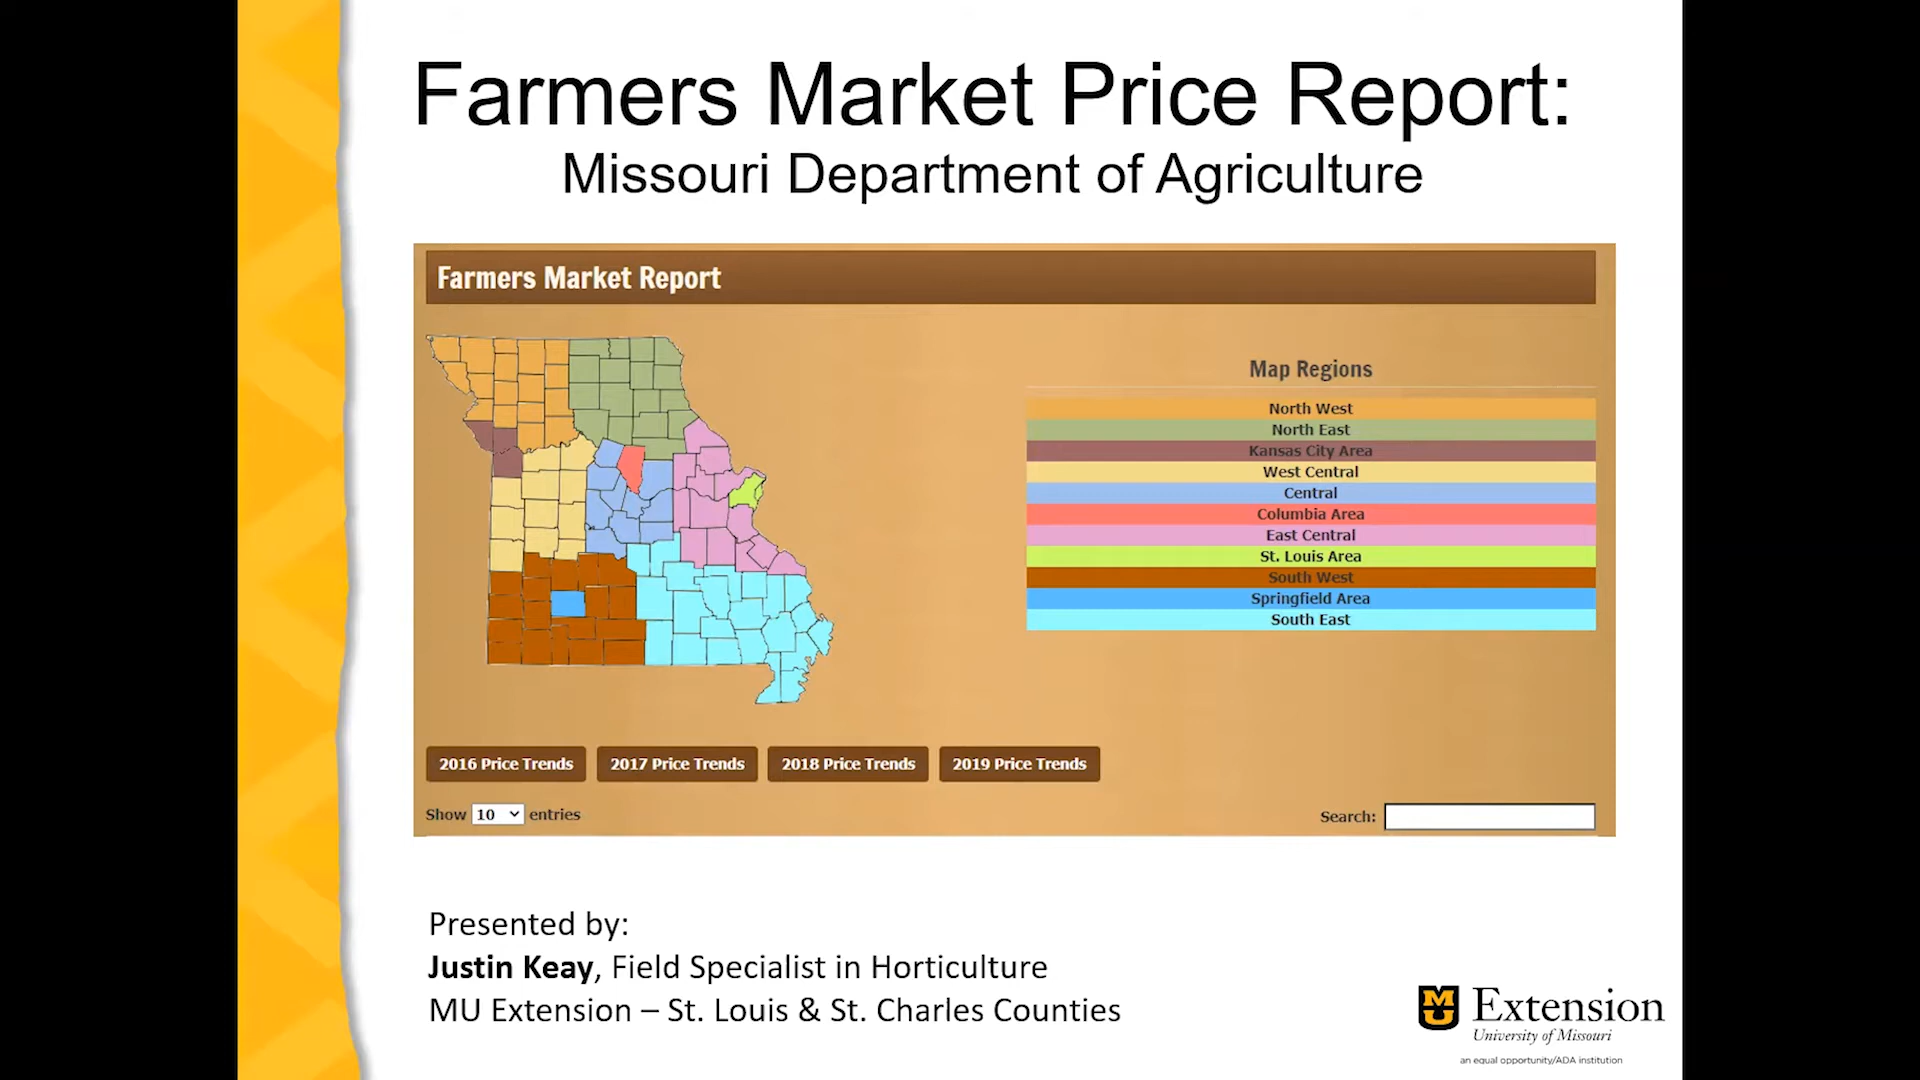 Farmers Market Price Report:
Missouri Department of Agriculture
Farmers Market Report
Map Regions
North West
North East
Kansas City Area
West Central
Central
Columbia Area
East Central
St. Louis Area
South West
Springfield Area
South East
2016 Price Trends 2017 Price Trends 2018 Price Trends 2019 Price Trends
Show 10 entries Search:
Presented by:
Justin Keay, Field Specialist in Horticulture
MU Extension – St. Louis & St. Charles Counties
MU Extension
University of Missouri
an equal opportunity/ADA institution